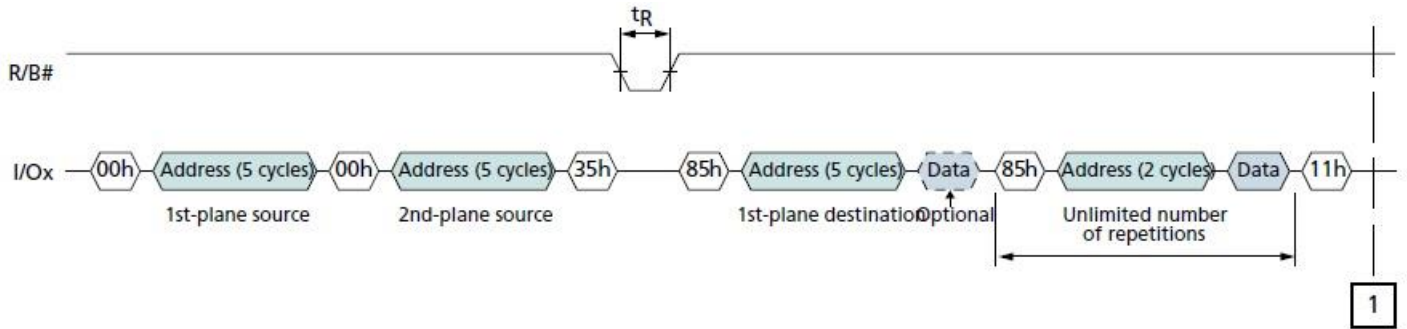 tR
R/B#
I/Ox 00h Address (5 cycles) 00h Address (5 cycles) 35h 85h Address (5 cycles) Data 85h Address (2 cycles) Data 11h
1st-plane source 2nd-plane source 1st-plane destination Optional Unlimited number
of repetitions
1